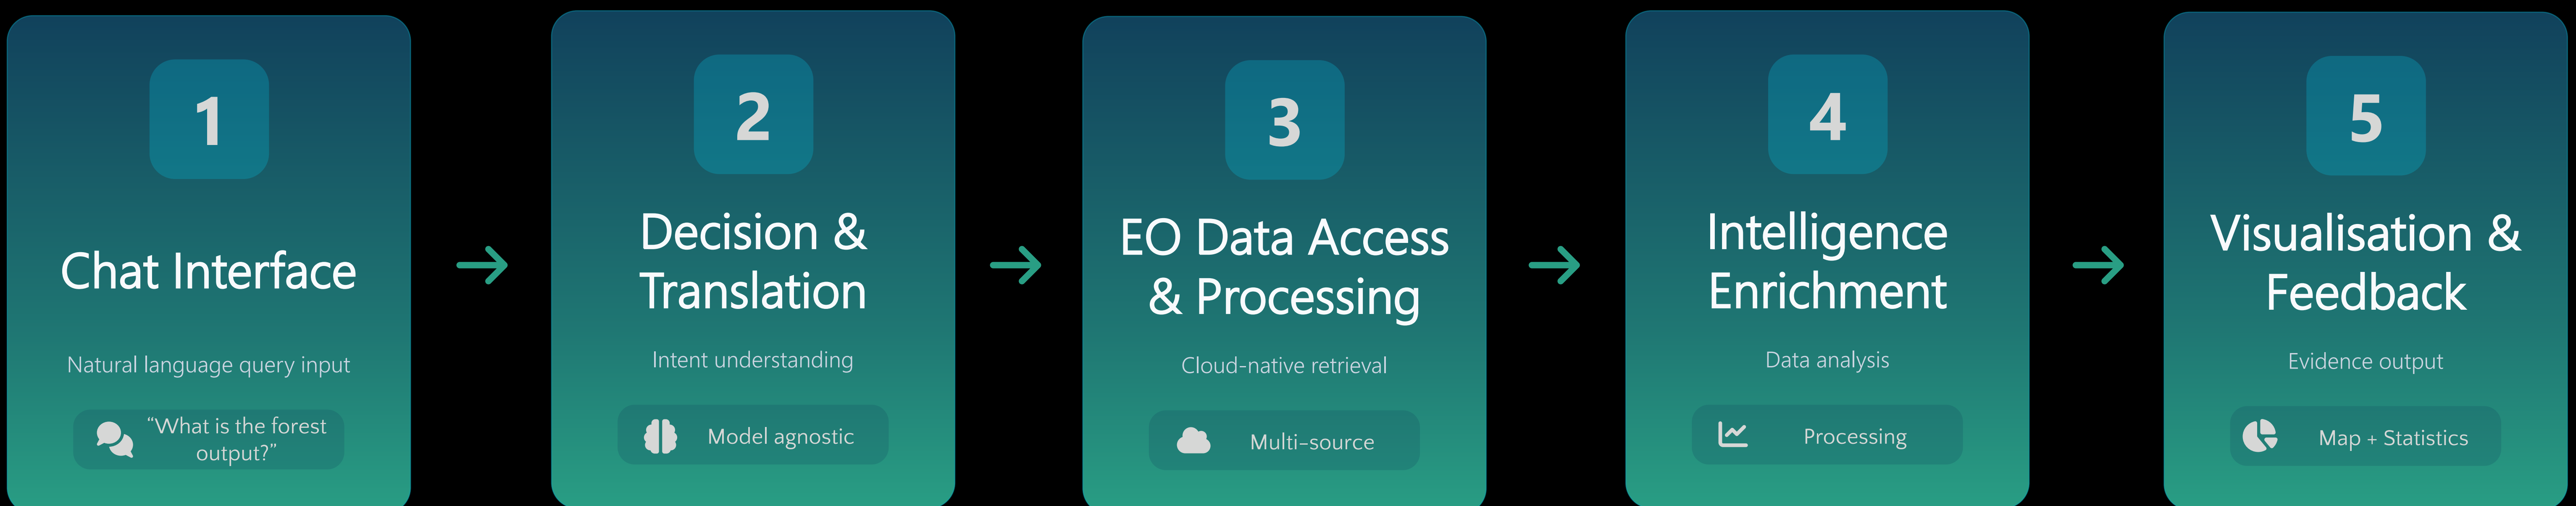 1
Chat Interface
Natural language query input
“What is the forest
output?”
2
Decision &
Translation
Intent understanding
Model agnostic
3
EO Data Access
& Processing
Cloud-native retrieval
Multi-source
4
Intelligence
Enrichment
Data analysis
Processing
5
Visualisation &
Feedback
Evidence output
Map + Statistics